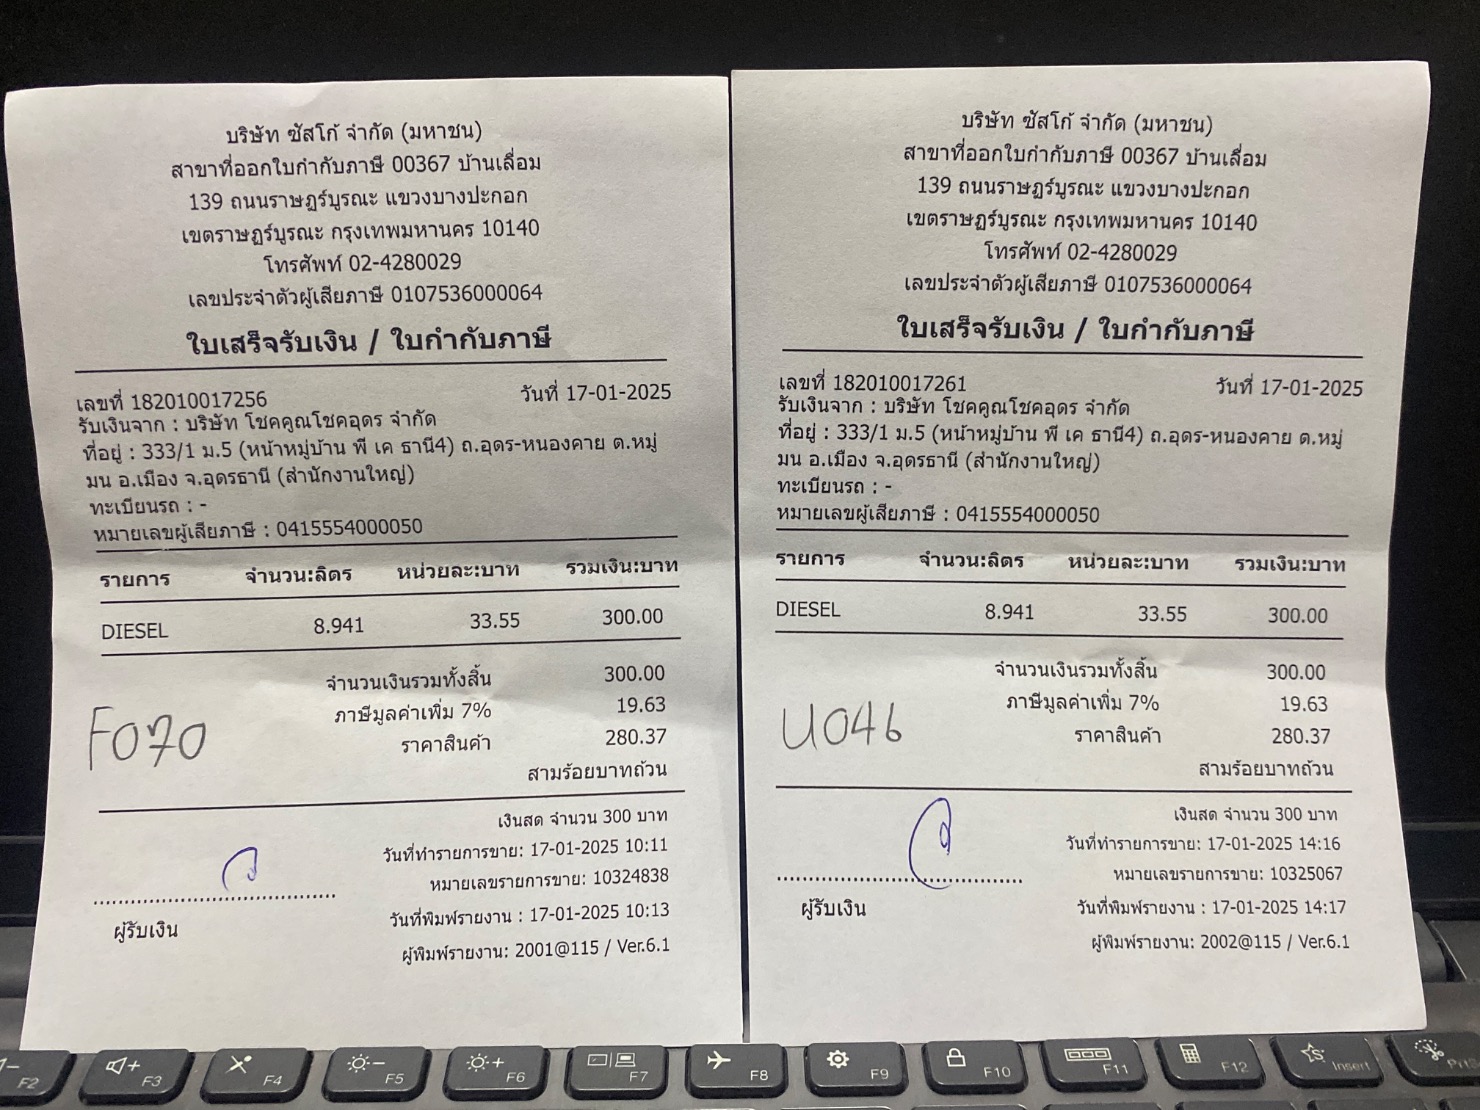 บริษัท ซัสโก้ จำกัด (มหาชน)
สาขาที่ออกใบกำกับภาษี 00367 บ้านเลื่อม
139 ถนนราษฎร์บูรณะ แขวงบางปะกอก
เขตราษฎร์บูรณะ กรุงเทพมหานคร 10140
โทรศัพท์ 02-4280029
เลขประจำตัวผู้เสียภาษี 0107536000064
ใบเสร็จรับเงิน / ใบกำกับภาษี
เลขที่ 182010017256 วันที่ 17-01-2025
รับเงินจาก : บริษัท โชคคูณโชคอุดร จำกัด
ที่อยู่ : 333/1 ม.5 (หน้าหมู่บ้าน พี เค ธานี4) ถ.อุดร-หนองคาย ต.หมู่
มน อ.เมือง จ.อุดรธานี (สำนักงานใหญ่)
ทะเบียนรถ : -
หมายเลขผู้เสียภาษี : 0415554000050
รายการ จำนวน:ลิตร หน่วยละ:บาท รวมเงิน:บาท
DIESEL 8.941 33.55 300.00
จำนวนเงินรวมทั้งสิ้น 300.00
ภาษีมูลค่าเพิ่ม 7% 19.63
F070
ราคาสินค้า 280.37
สามร้อยบาทถ้วน
เงินสด จำนวน 300 บาท
วันที่ทำรายการขาย: 17-01-2025 10:11
หมายเลขรายการขาย: 10324838
ผู้รับเงิน
วันที่พิมพ์รายงาน : 17-01-2025 10:13
ผู้พิมพ์รายงาน: 2001@115 / Ver.6.1
บริษัท ซัสโก้ จำกัด (มหาชน)
สาขาที่ออกใบกำกับภาษี 00367 บ้านเลื่อม
139 ถนนราษฎร์บูรณะ แขวงบางปะกอก
เขตราษฎร์บูรณะ กรุงเทพมหานคร 10140
โทรศัพท์ 02-4280029
เลขประจำตัวผู้เสียภาษี 0107536000064
ใบเสร็จรับเงิน / ใบกำกับภาษี
เลขที่ 182010017261 วันที่ 17-01-2025
รับเงินจาก : บริษัท โชคคูณโชคอุดร จำกัด
ที่อยู่ : 333/1 ม.5 (หน้าหมู่บ้าน พี เค ธานี4) ถ.อุดร-หนองคาย ต.หมู่
มน อ.เมือง จ.อุดรธานี (สำนักงานใหญ่)
ทะเบียนรถ : -
หมายเลขผู้เสียภาษี : 0415554000050
รายการ จำนวน:ลิตร หน่วยละ:บาท รวมเงิน:บาท
DIESEL 8.941 33.55 300.00
จำนวนเงินรวมทั้งสิ้น 300.00
ภาษีมูลค่าเพิ่ม 7% 19.63
U046
ราคาสินค้า 280.37
สามร้อยบาทถ้วน
เงินสด จำนวน 300 บาท
วันที่ทำรายการขาย: 17-01-2025 14:16
หมายเลขรายการขาย: 10325067
ผู้รับเงิน
วันที่พิมพ์รายงาน : 17-01-2025 14:17
ผู้พิมพ์รายงาน: 2002@115 / Ver.6.1
F2 F3 F4 F5 F6 F7 F8 F9 F10 F11 F12 Insert